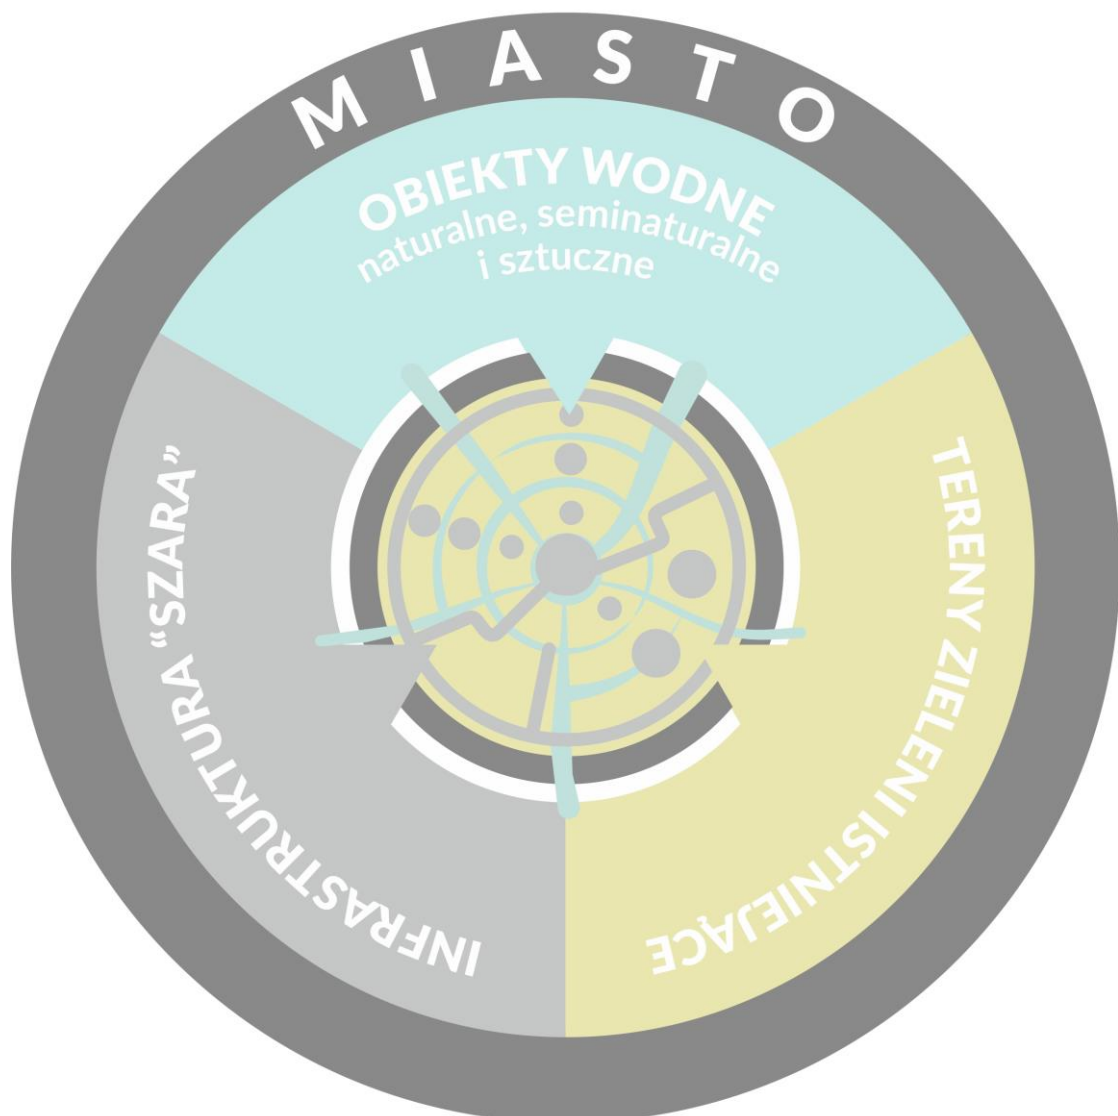 MIASTO
OBIEKTY WODNE
naturalne, seminaturalne
i sztuczne
INFRASTRUKTURA “SZARA”
TERENY ZIELENI ISTNIEJĄCE